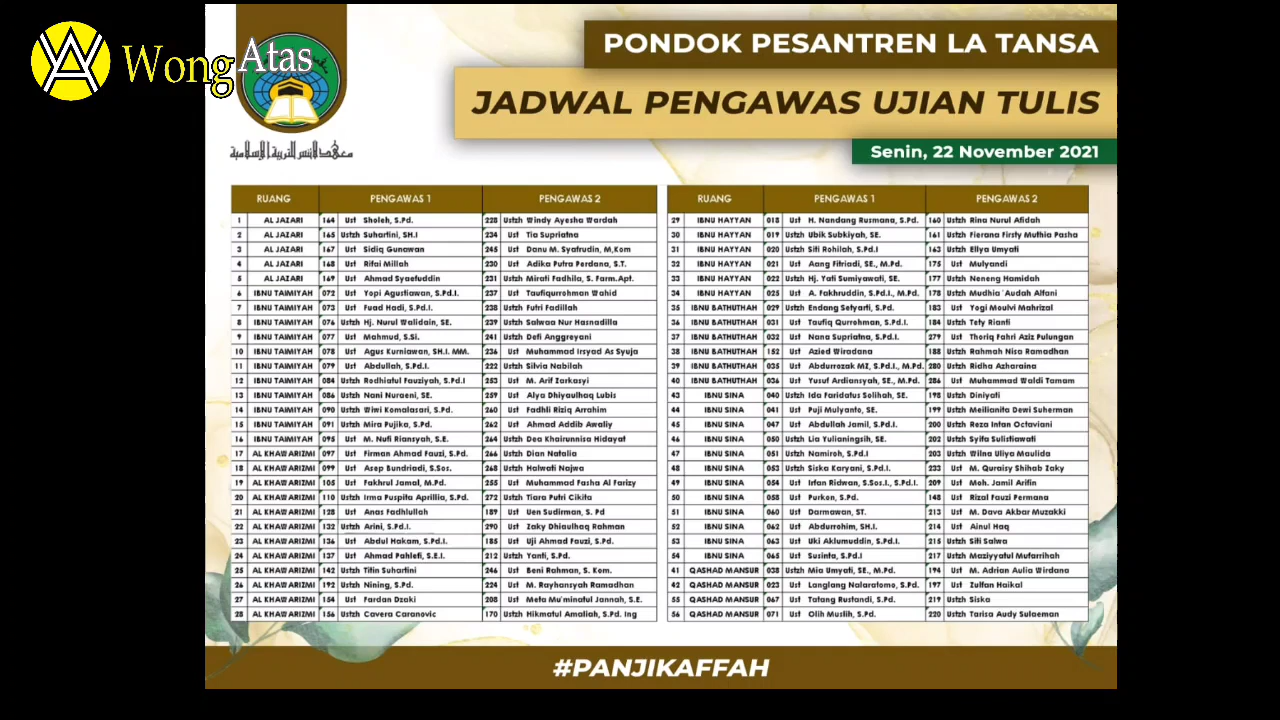 Wong Atas
PONDOK PESANTREN LA TANSA
JADWAL PENGAWAS UJIAN TULIS
Senin, 22 November 2021
RUANG PENGAWAS 1 PENGAWAS 2
1 AL JAZARI 164 Ust Sholeh, S.Pd. 228 Ustzh Windy Ayesha Wardah
2 AL JAZARI 165 Ustzh Suhartini, SH.I 234 Ust Tia Supriatna
3 AL JAZARI 167 Ust Sidiq Gunawan 245 Ust Danu M. Syafrudin, M,Kom
4 AL JAZARI 168 Ust Rifai Millah 230 Ust Adika Putra Perdana, S.T.
5 AL JAZARI 169 Ust Ahmad Syaefuddin 231 Ustzh Mirati Fadhila, S. Farm.Apt.
6 IBNU TAIMIYAH 072 Ust Yopi Agustiawan, S.Pd.I. 237 Ust Taufiqurrohman Wahid
7 IBNU TAIMIYAH 073 Ust Fuad Hadi, S.Pd.I. 238 Ustzh Futri Fadillah
8 IBNU TAIMIYAH 076 Ustzh Hj. Nurul Walidain, SE. 239 Ustzh Salwaa Nur Hasnadilla
9 IBNU TAIMIYAH 077 Ust Mahmud, S.Si. 241 Ustzh Defi Anggreyani
10 IBNU TAIMIYAH 078 Ust Agus Kurniawan, SH.I. MM. 236 Ust Muhammad Irsyad As Syuja
11 IBNU TAIMIYAH 079 Ust Abdullah, S.Pd.I. 222 Ustzh Silvia Nabilah
12 IBNU TAIMIYAH 084 Ustzh Rodhiatul Fauziyah, S.Pd.I 253 Ust M. Arif Zarkasyi
13 IBNU TAIMIYAH 086 Ustzh Nani Nuraeni, SE. 259 Ust Alya Dhiyaulhaq Lubis
14 IBNU TAIMIYAH 090 Ustzh Wiwi Komalasari, S.Pd. 260 Ust Fadhli Riziq Arrahim
15 IBNU TAIMIYAH 091 Ustzh Mira Pujika, S.Pd. 262 Ust Ahmad Addib Awaliy
16 IBNU TAIMIYAH 095 Ust M. Nufi Riansyah, S.E. 264 Ustzh Dea Khairunnisa Hidayat
17 AL KHAWARIZMI 097 Ust Firman Ahmad Fauzi, S.Pd. 266 Ustzh Dian Natalia
18 AL KHAWARIZMI 099 Ust Asep Bundriadi, S.Sos. 268 Ustzh Halwati Najwa
19 AL KHAWARIZMI 105 Ust Fakhrul Jamal, M.Pd. 255 Ust Muhammad Fasha Al Farizy
20 AL KHAWARIZMI 110 Ustzh Irma Puspita Aprillia, S.Pd. 272 Ustzh Tiara Putri Cikita
21 AL KHAWARIZMI 128 Ust Anas Fadhlullah 189 Ust Uen Sudirman, S. Pd
22 AL KHAWARIZMI 132 Ustzh Arini, S.Pd.I. 290 Ust Zaky Dhiaulhaq Rahman
23 AL KHAWARIZMI 136 Ust Abdul Hakam, S.Pd.I. 185 Ust Uji Ahmad Fauzi, S.Pd.
24 AL KHAWARIZMI 137 Ust Ahmad Pahlefi, S.E.I. 212 Ustzh Yanti, S.Pd.
25 AL KHAWARIZMI 142 Ustzh Titin Suhartini 246 Ust Beni Rahman, S. Kom.
26 AL KHAWARIZMI 192 Ustzh Nining, S.Pd. 224 Ust M. Rayhansyah Ramadhan
27 AL KHAWARIZMI 154 Ust Fardan Dzaki 208 Ust Meta Mu'minatul Jannah, S.E.
28 AL KHAWARIZMI 156 Ustzh Cavera Caranovic 170 Ustzh Hikmatul Amaliah, S.Pd. Ing
RUANG PENGAWAS 1 PENGAWAS 2
29 IBNU HAYYAN 018 Ust H. Nandang Rusmana, S.Pd. 160 Ustzh Rina Nurul Afidah
30 IBNU HAYYAN 019 Ustzh Ubik Subkiyah, SE. 161 Ustzh Fierana Firsty Muthia Pasha
31 IBNU HAYYAN 020 Ustzh Siti Rohilah, S.Pd.I 163 Ustzh Ellya Umyati
32 IBNU HAYYAN 021 Ust Aang Fitriadi, SE., M.Pd. 175 Ust Mulyandi
33 IBNU HAYYAN 022 Ustzh Hj. Yati Sumiyawati, SE. 177 Ustzh Neneng Hamidah
34 IBNU HAYYAN 025 Ust A. Fakhruddin, S.Pd.I., M.Pd. 178 Ustzh Mudhia `Audah Alfani
35 IBNU BATHUTHAH 029 Ustzh Endang Setyarti, S.Pd. 183 Ust Yogi Moulvi Mahrizal
36 IBNU BATHUTHAH 031 Ust Taufiq Qurrohman, S.Pd.I. 184 Ustzh Tety Rianti
37 IBNU BATHUTHAH 032 Ust Nana Supriatna, S.Pd.I. 279 Ust Thoriq Fahri Aziz Pulungan
38 IBNU BATHUTHAH 152 Ust Azied Wiradana 188 Ustzh Rahmah Nisa Ramadhan
39 IBNU BATHUTHAH 035 Ust Abdurrozak MZ, S.Pd.I., M.Pd. 280 Ustzh Ridha Azharaina
40 IBNU BATHUTHAH 036 Ust Yusuf Ardiansyah, SE., M.Pd. 286 Ust Muhammad Waldi Tamam
43 IBNU SINA 040 Ustzh Ida Faridatus Solihah, SE. 198 Ustzh Diniyati
44 IBNU SINA 041 Ust Puji Mulyanto, SE. 199 Ustzh Meilianita Dewi Suherman
45 IBNU SINA 047 Ust Abdullah Jamil, S.Pd.I. 200 Ustzh Reza Intan Octaviani
46 IBNU SINA 050 Ustzh Lia Yulianingsih, SE. 202 Ustzh Syifa Sulistiawati
47 IBNU SINA 051 Ustzh Namiroh, S.Pd.I 203 Ustzh Wilna Uliya Maulida
48 IBNU SINA 053 Ustzh Siska Karyani, S.Pd.I. 233 Ust M. Quraisy Shihab Zaky
49 IBNU SINA 054 Ust Irfan Ridwan, S.Sos.I., S.Pd.I. 209 Ust Moh. Jamil Arifin
50 IBNU SINA 058 Ust Purkon, S.Pd. 148 Ust Rizal Fauzi Permana
51 IBNU SINA 060 Ust Darmawan, ST. 213 Ust M. Dava Akbar Muzakki
52 IBNU SINA 062 Ust Abdurrohim, SH.I. 214 Ust Ainul Haq
53 IBNU SINA 063 Ust Uki Aklumuddin, S.Pd.I. 215 Ustzh Siti Salwa
54 IBNU SINA 065 Ust Susinta, S.Pd.I 217 Ustzh Maziyyatul Mufarrihah
41 QASHAD MANSUR 038 Ustzh Mia Umyati, SE., M.Pd. 194 Ust M. Adrian Aulia Wirdana
42 QASHAD MANSUR 023 Ust Langlang Nalaratomo, S.Pd. 197 Ust Zulfan Haikal
55 QASHAD MANSUR 067 Ust Tatang Rustandi, S.Pd. 219 Ustzh Siska
56 QASHAD MANSUR 071 Ust Olih Muslih, S.Pd. 220 Ustzh Tarisa Audy Sulaeman
#PANJIKAFFAH